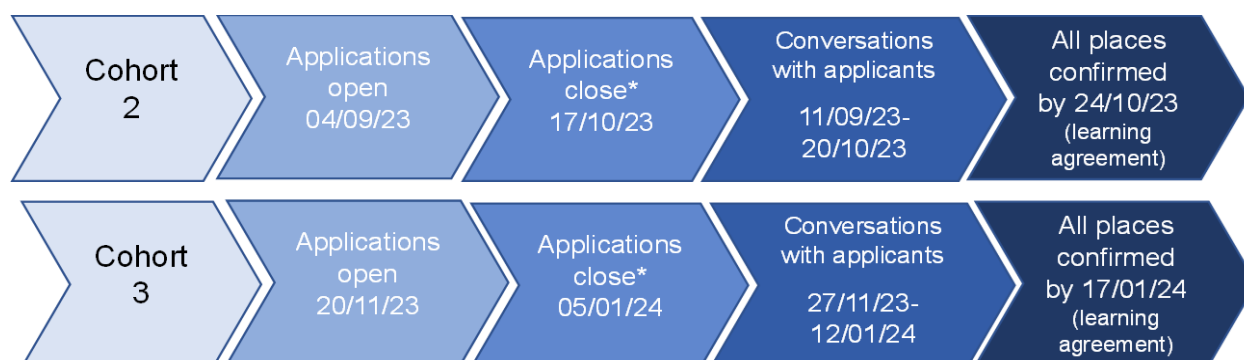 Cohort
2
Applications
open
04/09/23
Applications
close*
17/10/23
Conversations
with applicants
11/09/23-
20/10/23
All places
confirmed
by 24/10/23
(learning
agreement)
Cohort
3
Applications
open
20/11/23
Applications
close*
05/01/24
Conversations
with applicants
27/11/23-
12/01/24
All places
confirmed
by 17/01/24
(learning
agreement)